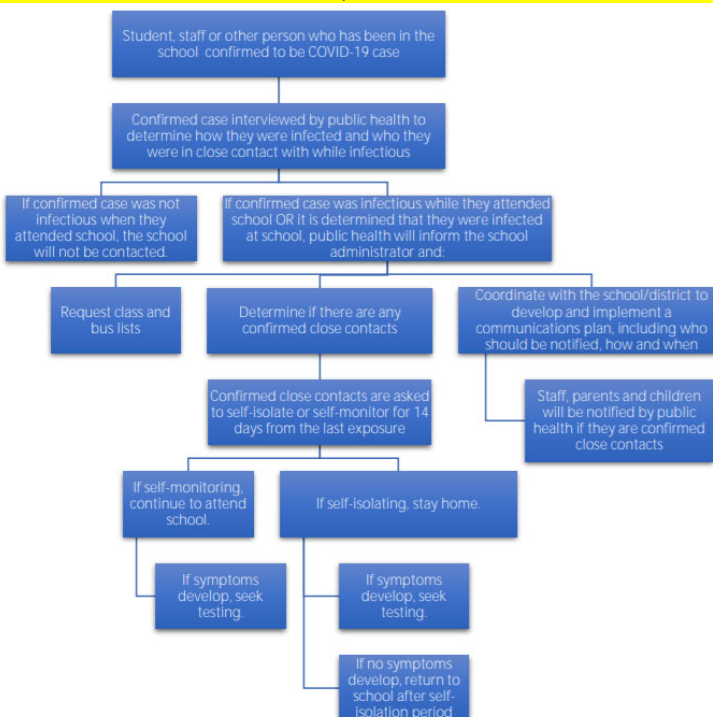 Student, staff or other person who has been in the
school confirmed to be COVID-19 case
Confirmed case interviewed by public health to
determine how they were infected and who they
were in close contact with while infectious
If confirmed case was not
infectious when they
attended school, the school
will not be contacted.
If confirmed case was infectious while they attended
school OR it is determined that they were infected
at school, public health will inform the school
administrator and:
Request class and
bus lists
Determine if there are any
confirmed close contacts
Coordinate with the school/district to
develop and implement a
communications plan, including who
should be notified, how and when
Confirmed close contacts are asked
to self-isolate or self-monitor for 14
days from the last exposure
Staff, parents and children
will be notified by public
health if they are confirmed
close contacts
If self-monitoring,
continue to attend
school.
If self-isolating, stay home.
If symptoms
develop, seek
testing.
If symptoms
develop, seek
testing.
If no symptoms
develop, return to
school after self-
isolation period